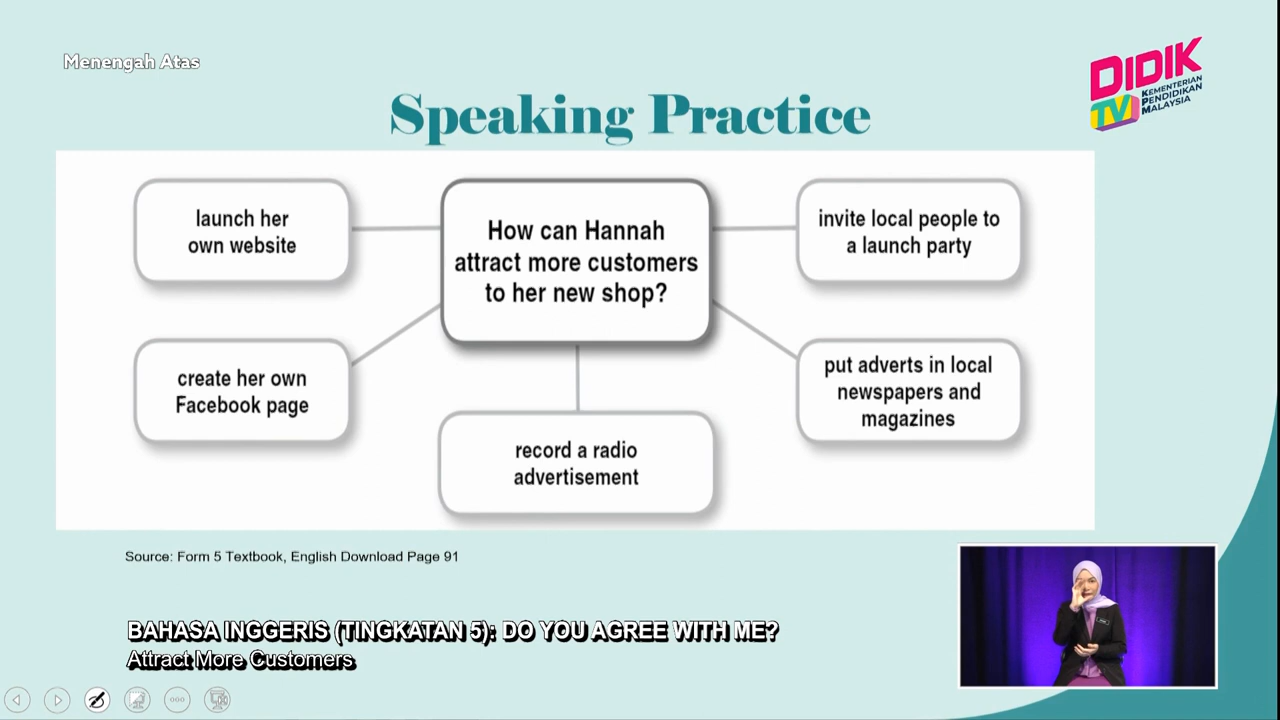 Menengah Atas
DIDIK
TV
KEMENTERIAN
PENDIDIKAN
MALAYSIA
Speaking Practice
launch her
own website
How can Hannah
attract more customers
to her new shop?
invite local people to
a launch party
create her own
Facebook page
record a radio
advertisement
put adverts in local
newspapers and
magazines
Source: Form 5 Textbook, English Download Page 91
BAHASA INGGERIS (TINGKATAN 5): DO YOU AGREE WITH ME?
Attract More Customers